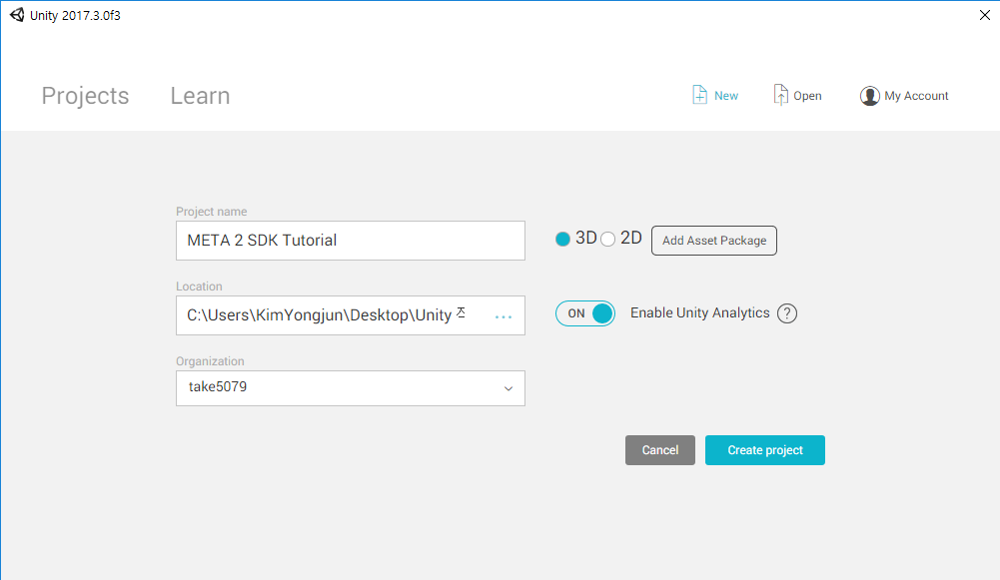 Unity 2017.3.0f3
Projects Learn New Open My Account
Project name
META 2 SDK Tutorial
3D 2D Add Asset Package
Location
C:\Users\KimYongjun\Desktop\Unity
ON Enable Unity Analytics ?
Organization
take5079
Cancel Create project